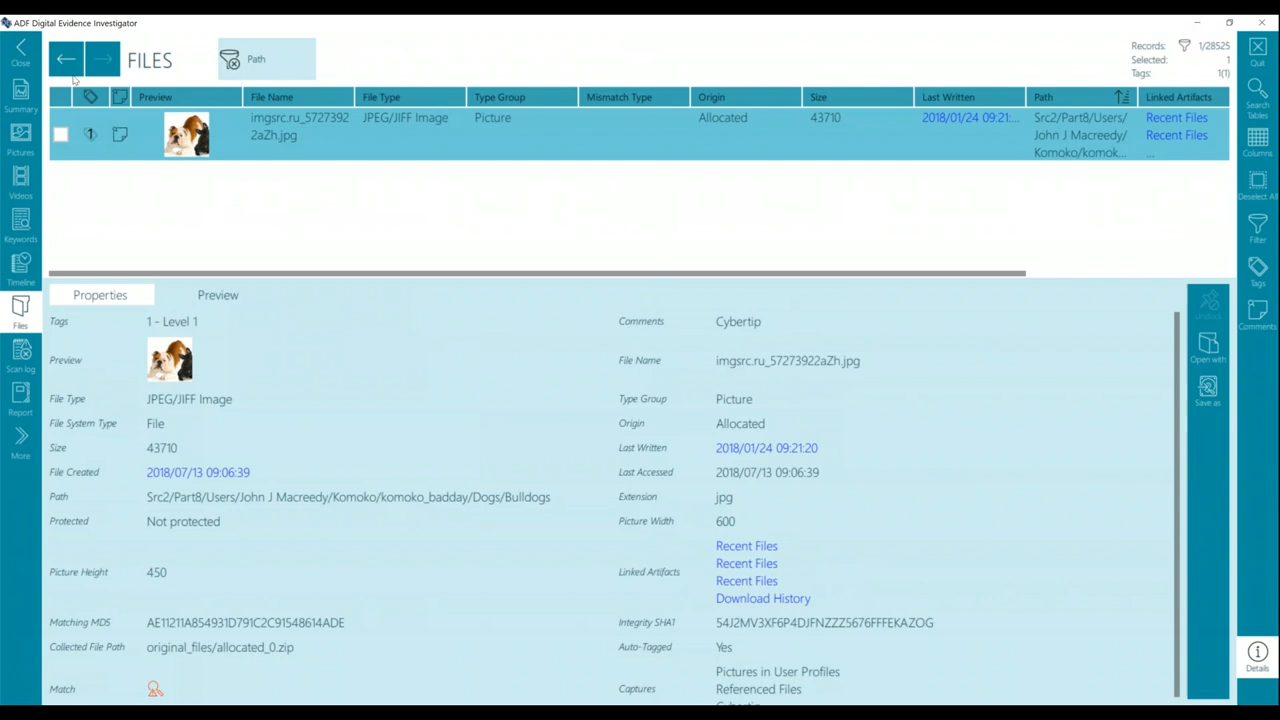 ADF Digital Evidence Investigator
Close
FILES
Path
Records: 1/28525
Selected: 1
Tags: 1(1)
Quit
Preview File Name File Type Type Group Mismatch Type Origin Size Last Written Path Linked Artifacts
1
imgsrc.ru_5727392
2aZh.jpg
JPEG/JIFF Image
Picture
Allocated
43710
2018/01/24 09:21:...
Src2/Part8/Users/
John J Macreedy/
Komoko/komok...
Recent Files
Recent Files
...
Summary
Pictures
Videos
Keywords
Timeline
Files
Scan log
Report
More
Search
Tables
Columns
Deselect All
Filter
Tags
Comments
Details
Properties Preview
Tags 1 - Level 1
Comments Cybertip
Preview
File Name imgsrc.ru_57273922aZh.jpg
File Type JPEG/JIFF Image
Type Group Picture
File System Type File
Origin Allocated
Size 43710
Last Written 2018/01/24 09:21:20
File Created 2018/07/13 09:06:39
Last Accessed 2018/07/13 09:06:39
Path Src2/Part8/Users/John J Macreedy/Komoko/komoko_badday/Dogs/Bulldogs
Extension jpg
Protected Not protected
Picture Width 600
Picture Height 450
Linked Artifacts
Recent Files
Recent Files
Recent Files
Download History
Matching MD5 AE11211A854931D791C2C91548614ADE
Integrity SHA1 54J2MV3XF6P4DJFNZZZ5676FFFEKAZOG
Collected File Path original_files/allocated_0.zip
Auto-Tagged Yes
Match
Captures
Pictures in User Profiles
Referenced Files
Cybertip
Open with
Save as